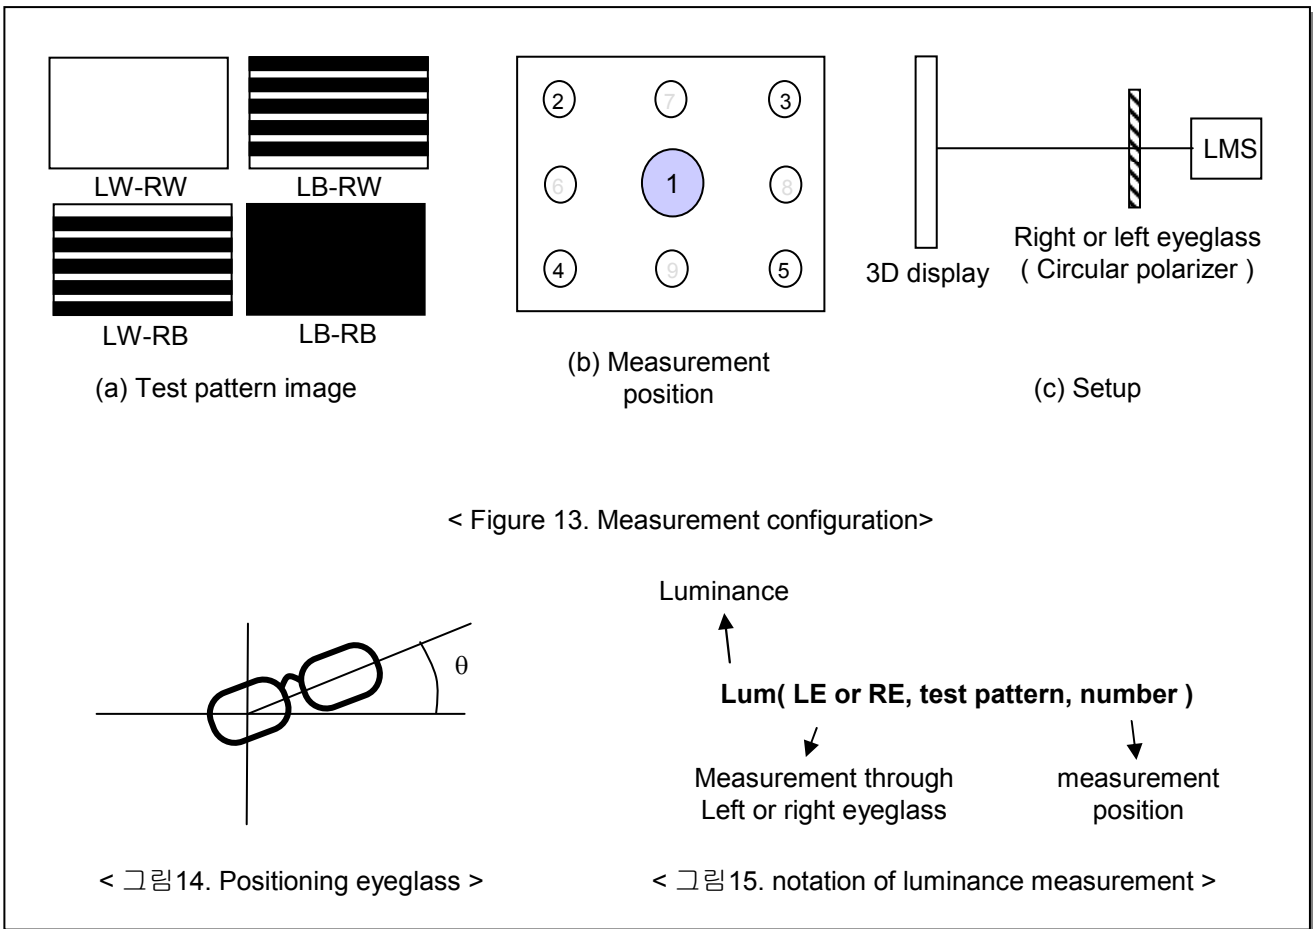 LW-RW
LB-RW
LW-RB
LB-RB
(a) Test pattern image
2
7
3
6
1
8
4
9
5
(b) Measurement
position
LMS
3D display
Right or left eyeglass
( Circular polarizer )
(c) Setup
< Figure 13. Measurement configuration>
θ
< 그림14. Positioning eyeglass >
Luminance
Lum( LE or RE, test pattern, number )
Measurement through
Left or right eyeglass
measurement
position
< 그림15. notation of luminance measurement >